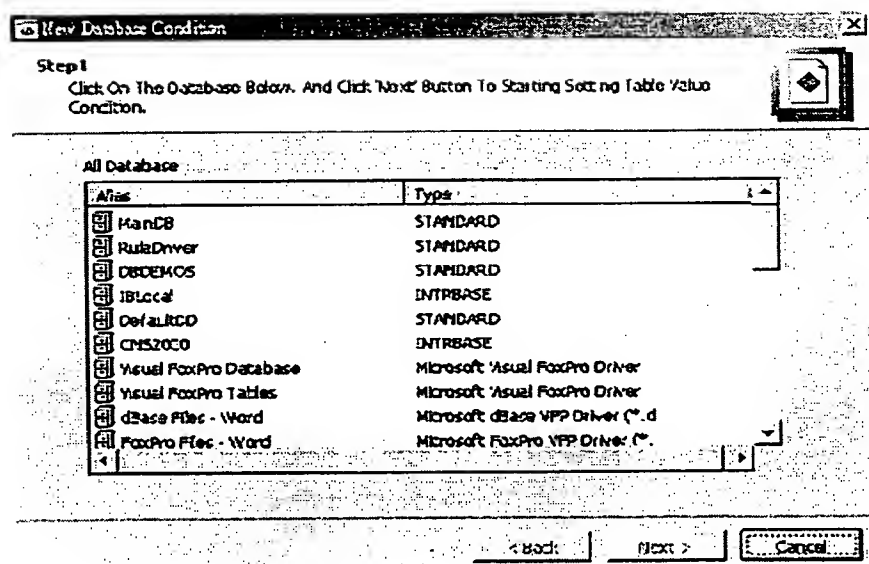 New Database Condition
Step1
Click On The Database Below. And Click 'Next' Button To Starting Setting Table Value
Condition.
All Database
Alias Type
STANDARD
RuleDriver STANDARD
DBDEMOS STANDARD
IBLocal INTRBASE
DefaultDD STANDARD
CMS2000 INTRBASE
Visual FoxPro Database Microsoft Visual FoxPro Driver
Visual FoxPro Tables Microsoft Visual FoxPro Driver
dBase Files - Word Microsoft dBase VFP Driver (*.d
FoxPro Files - Word Microsoft FoxPro VFP Driver (*.
< Back Next > Cancel